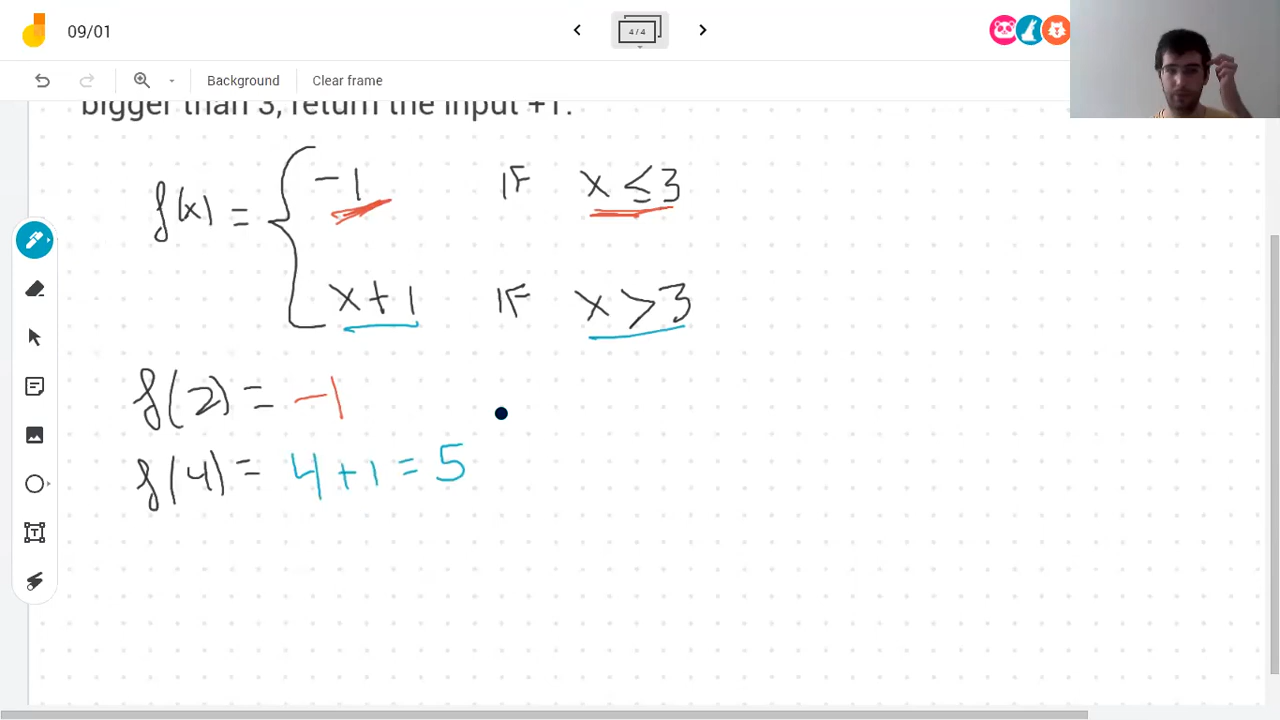 09/01
4 / 4
Background Clear frame
bigger than 3, return the input +1.
f(x) = { -1 IF x ≤ 3
x + 1 IF x > 3
f(2) = -1
f(4) = 4 + 1 = 5